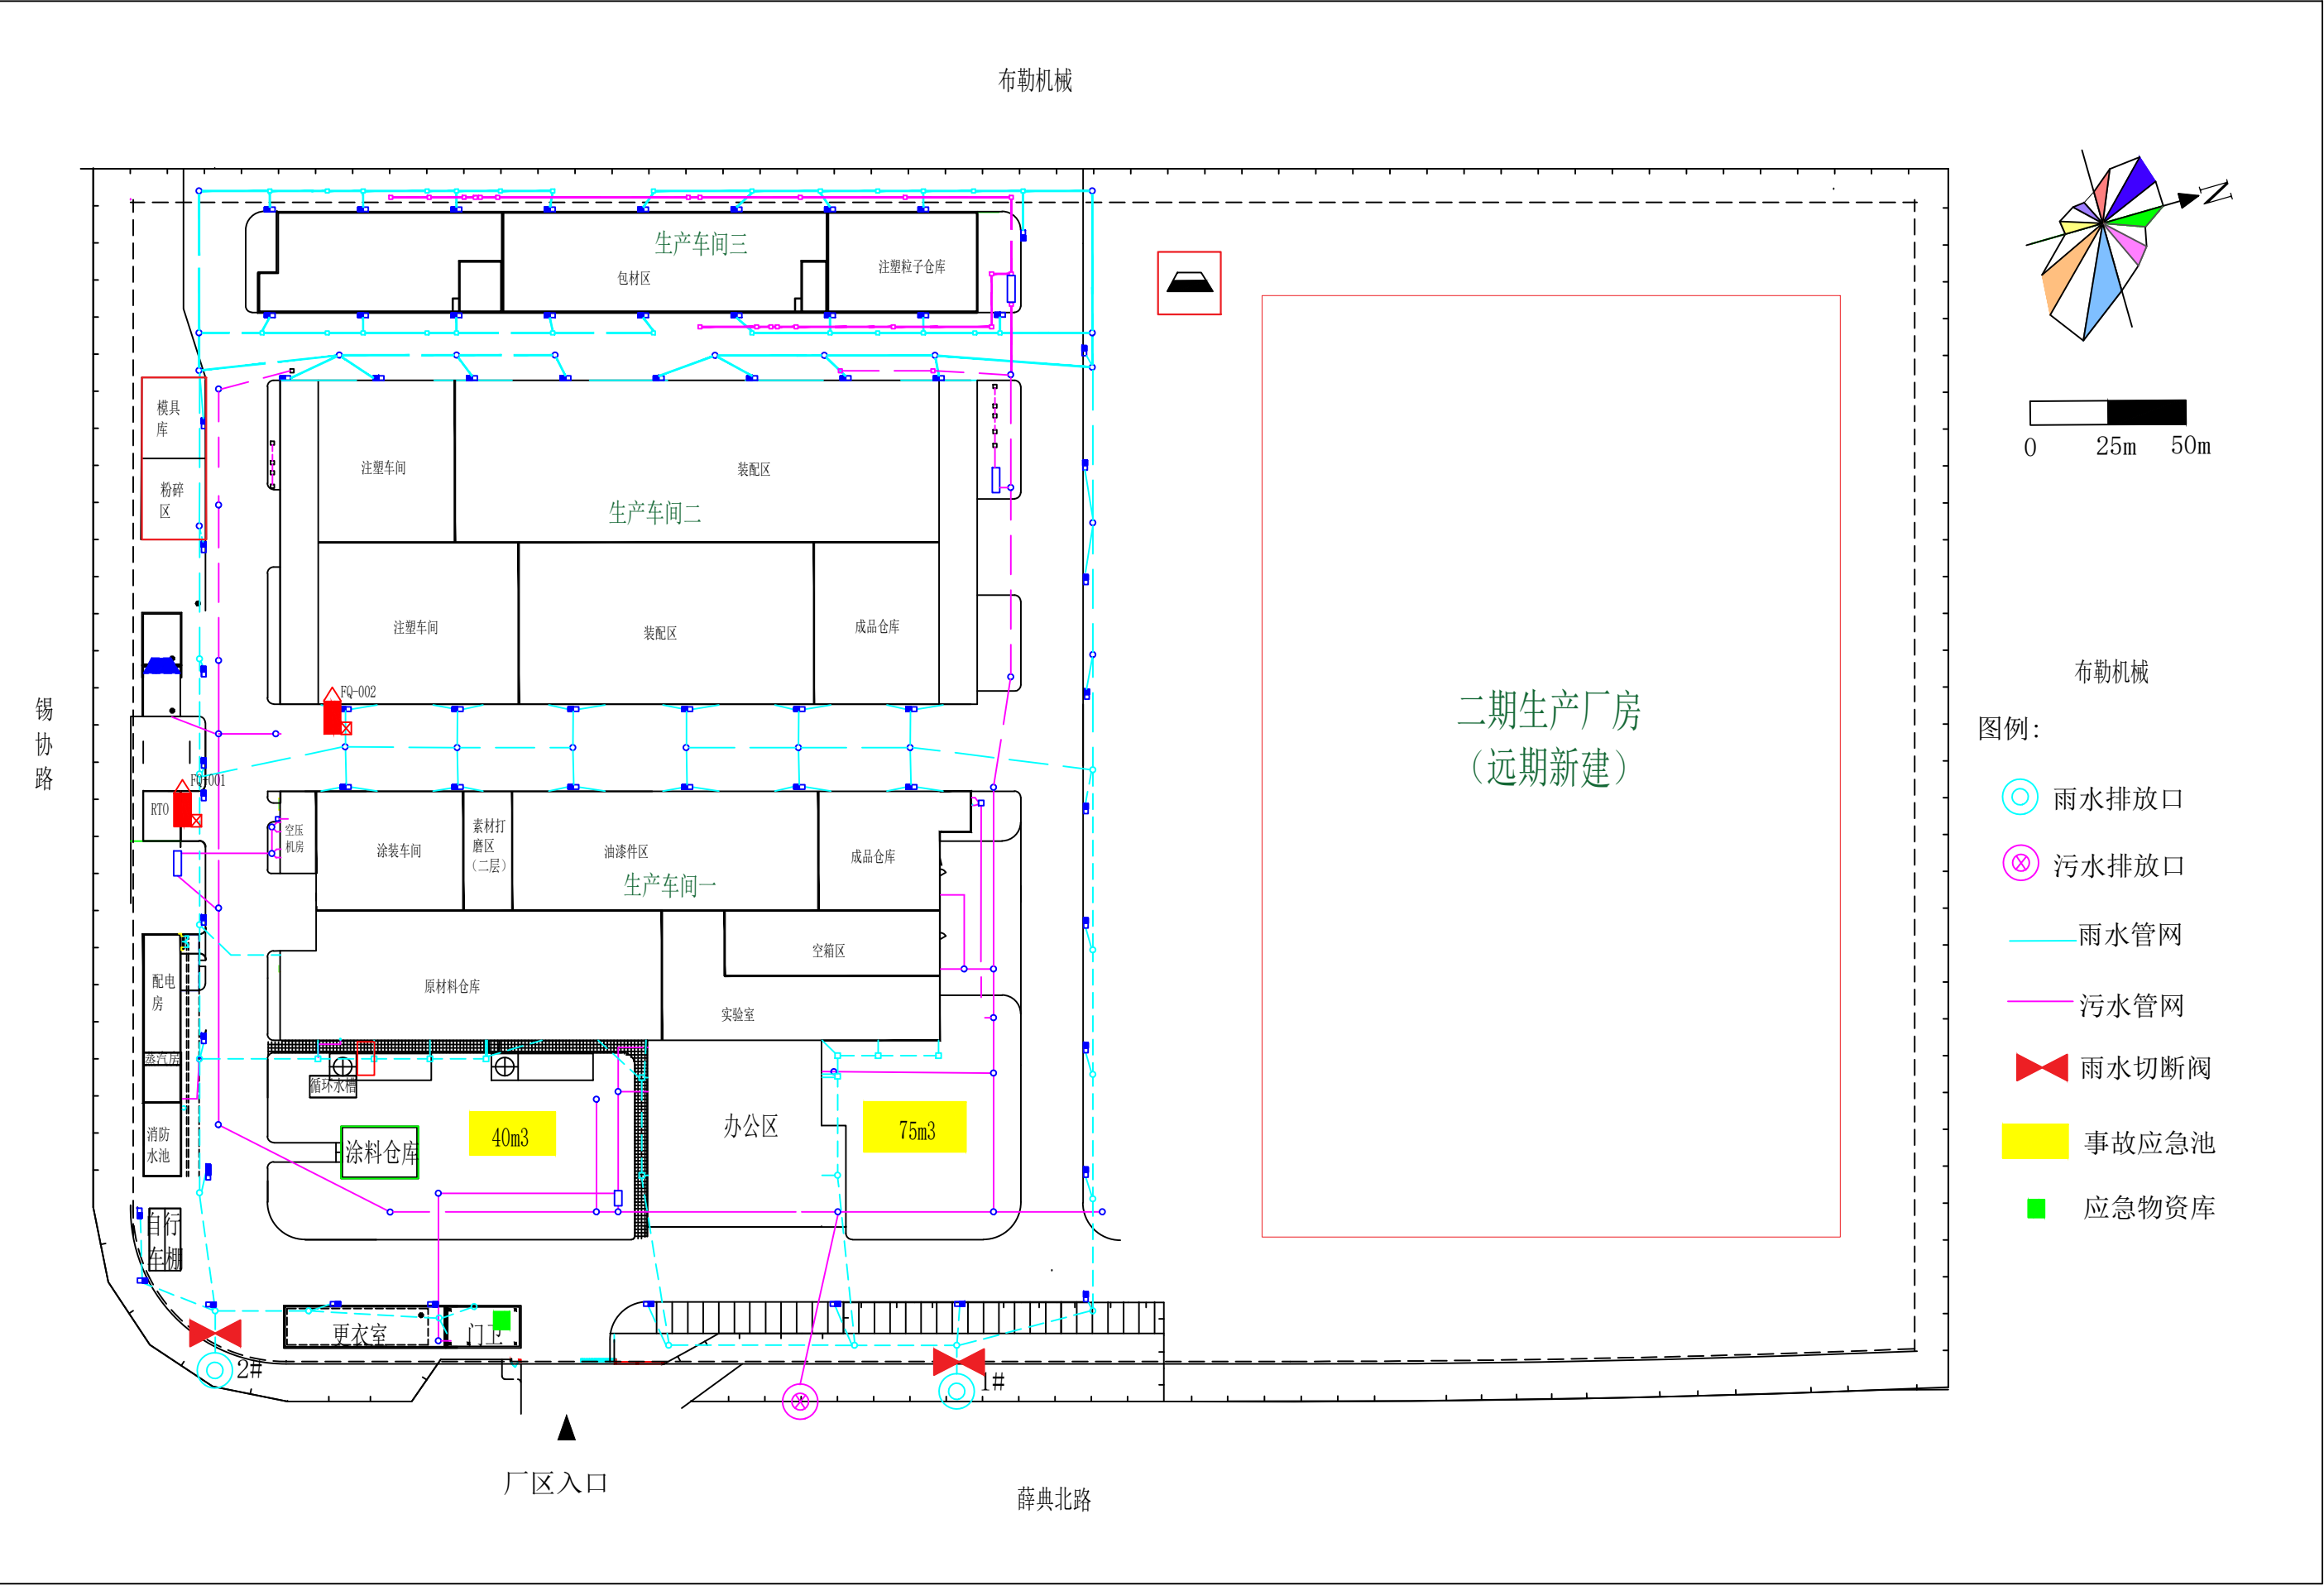 布勒机械
N
生产车间三
包材区
注塑粒子仓库
模具
库
粉碎
区
注塑车间
装配区
生产车间二
0
25m
50m
注塑车间
装配区
成品仓库
布勒机械
FQ-002
锡
协
路
二期生产厂房
（远期新建）
图例：
FQ-001
RTO
空压
机房
涂装车间
素材打
磨区
（二层）
油漆件区
成品仓库
生产车间一
雨水排放口
污水排放口
雨水管网
污水管网
雨水切断阀
事故应急池
应急物资库
空箱区
原材料仓库
实验室
配电
房
蒸汽房
循环水槽
消防
水池
涂料仓库
40m3
办公区
75m3
自行
车棚
更衣室
门卫
2#
1#
厂区入口
薛典北路